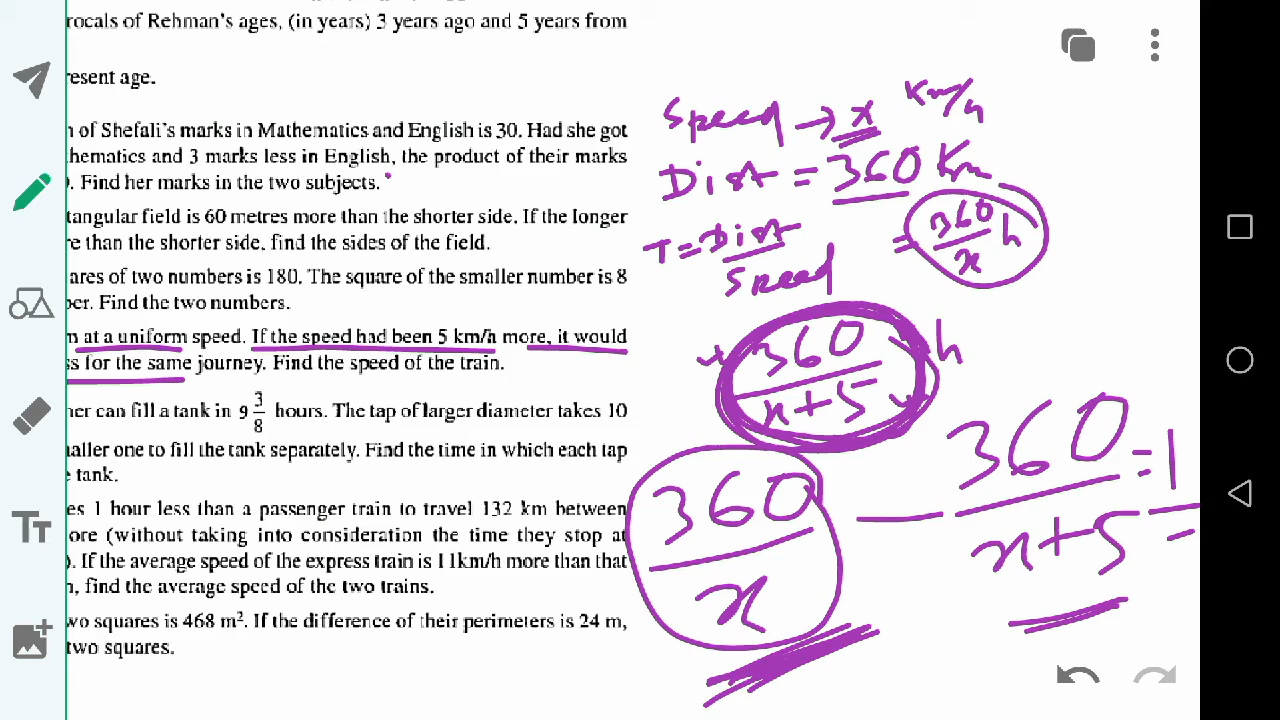 rocals of Rehman's ages, (in years) 3 years ago and 5 years from
resent age.
n of Shefali's marks in Mathematics and English is 30. Had she got
hematics and 3 marks less in English, the product of their marks
). Find her marks in the two subjects.
tangular field is 60 metres more than the shorter side. If the longer
re than the shorter side, find the sides of the field.
ares of two numbers is 180. The square of the smaller number is 8
ber. Find the two numbers.
m at a uniform speed. If the speed had been 5 km/h more, it would
ss for the same journey. Find the speed of the train.
her can fill a tank in 9 3/8 hours. The tap of larger diameter takes 10
naller one to fill the tank separately. Find the time in which each tap
e tank.
es 1 hour less than a passenger train to travel 132 km between
ore (without taking into consideration the time they stop at
). If the average speed of the express train is 11km/h more than that
n, find the average speed of the two trains.
wo squares is 468 m². If the difference of their perimeters is 24 m,
two squares.
Speed → x Km/h
Dist = 360 Km
T = Dist/Speed = 360/x h
360/x+5 h
360/x - 360/x+5 = 1
TT